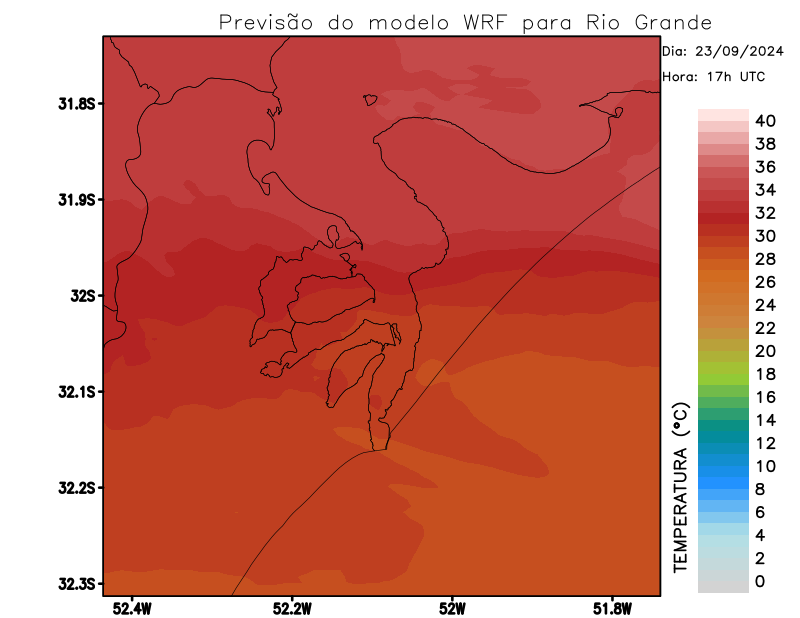 Previsão do modelo WRF para Rio Grande
Dia: 23/09/2024
Hora: 17h UTC
31.8S
31.9S
32S
32.1S
32.2S
32.3S
52.4W
52.2W
52W
51.8W
TEMPERATURA (°C)
40
38
36
34
32
30
28
26
24
22
20
18
16
14
12
10
8
6
4
2
0